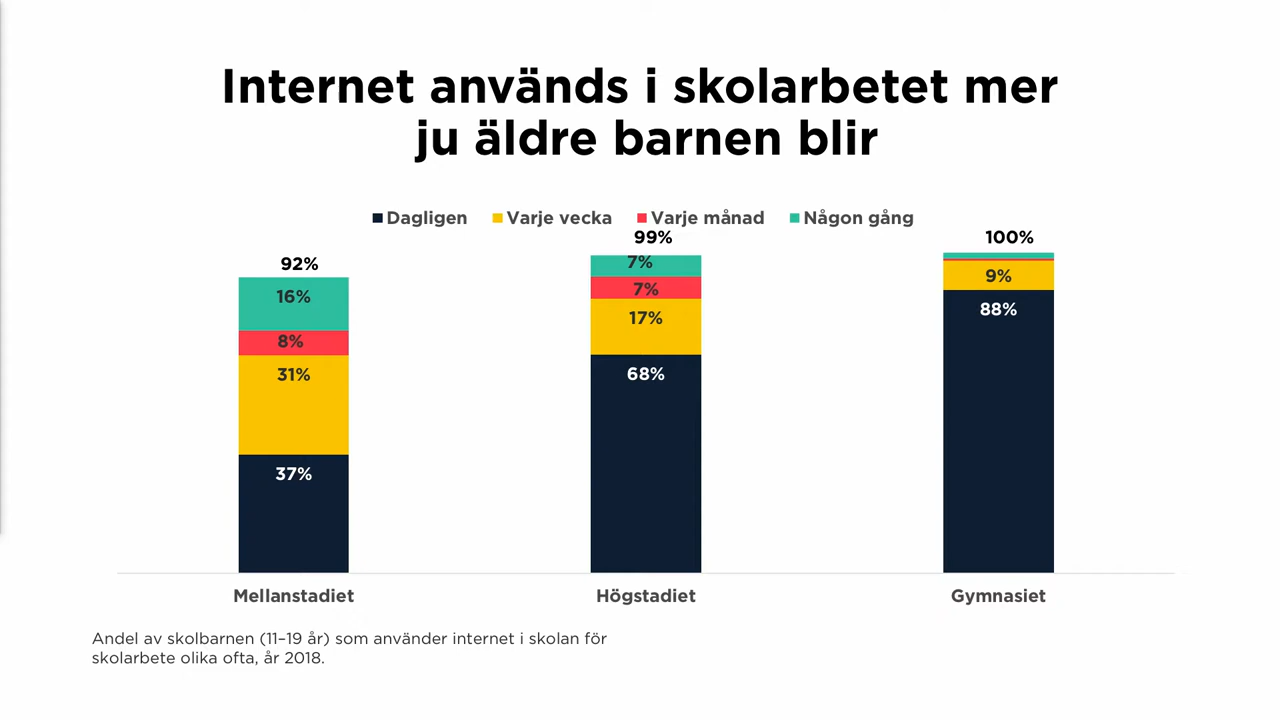 Internet används i skolarbetet mer
ju äldre barnen blir
Dagligen Varje vecka Varje månad Någon gång
92%
16%
8%
31%
37%
99%
7%
7%
17%
68%
100%
9%
88%
Mellanstadiet Högstadiet Gymnasiet
Andel av skolbarnen (11–19 år) som använder internet i skolan för
skolarbete olika ofta, år 2018.